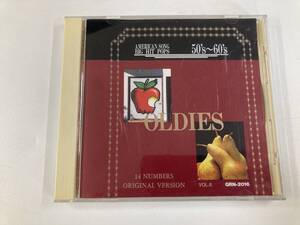 AMERICAN SONG
BIG HIT POPS
50's～60's
OLDIES
14 NUMBERS
ORIGINAL VERSION
VOL.6
GRN-2016